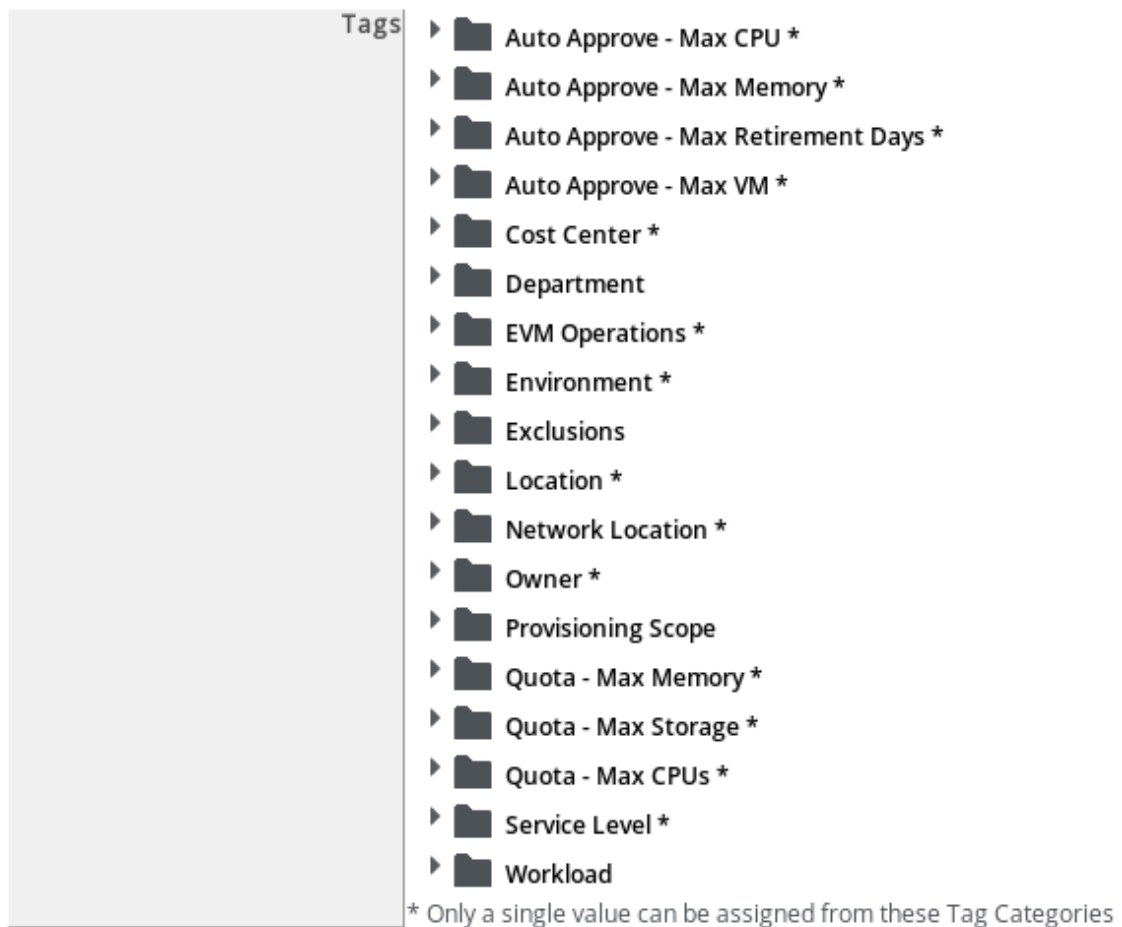 Tags
Auto Approve - Max CPU *
Auto Approve - Max Memory *
Auto Approve - Max Retirement Days *
Auto Approve - Max VM *
Cost Center *
Department
EVM Operations *
Environment *
Exclusions
Location *
Network Location *
Owner *
Provisioning Scope
Quota - Max Memory *
Quota - Max Storage *
Quota - Max CPUs *
Service Level *
Workload
* Only a single value can be assigned from these Tag Categories